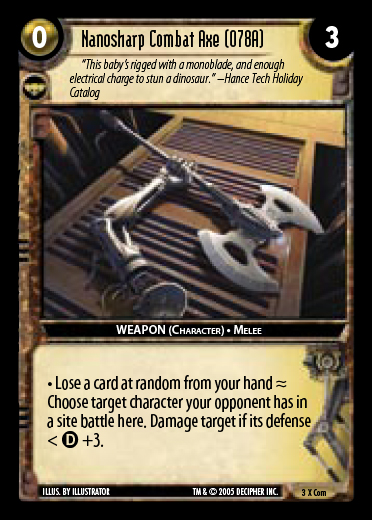 0 Nanosharp Combat Axe (078A) 3
"This baby's rigged with a monoblade, and enough
electrical charge to stun a dinosaur." –Hance Tech Holiday
Catalog
WEAPON (CHARACTER) • MELEE
• Lose a card at random from your hand ≈
Choose target character your opponent has in
a site battle here. Damage target if its defense
< D +3.
ILLUS. BY ILLUSTRATOR TM & © 2005 DECIPHER INC. 3 X Com